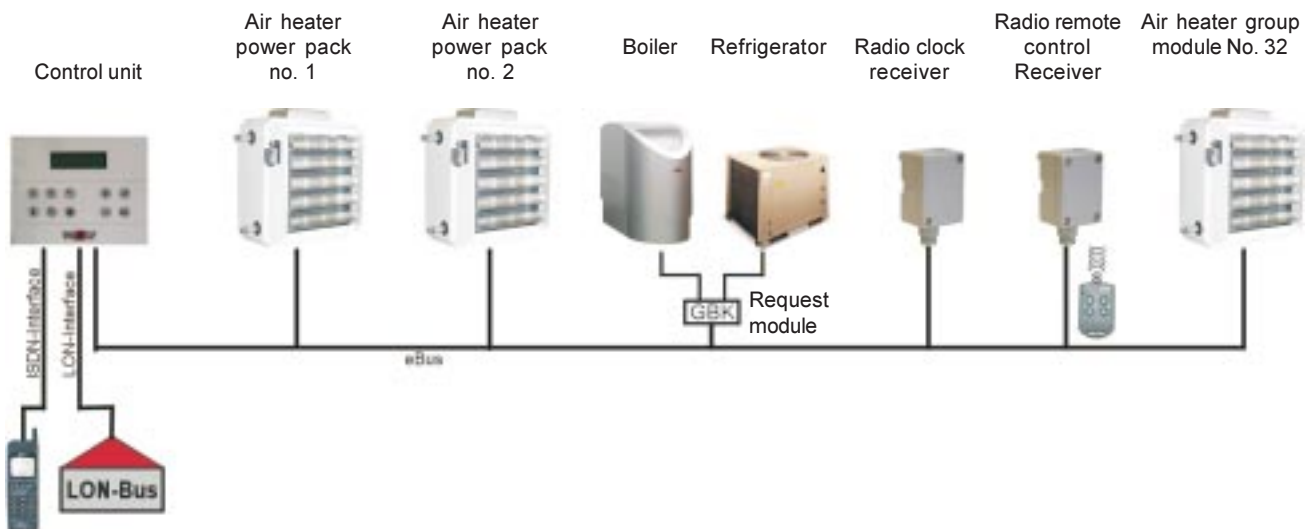 Control unit
Air heater
power pack
no. 1
Air heater
power pack
no. 2
Boiler
Refrigerator
Radio clock
receiver
Radio remote
control
Receiver
Air heater group
module No. 32
GBK
Request
module
eBus
ISDN-Interface
LON-Interface
LON-Bus